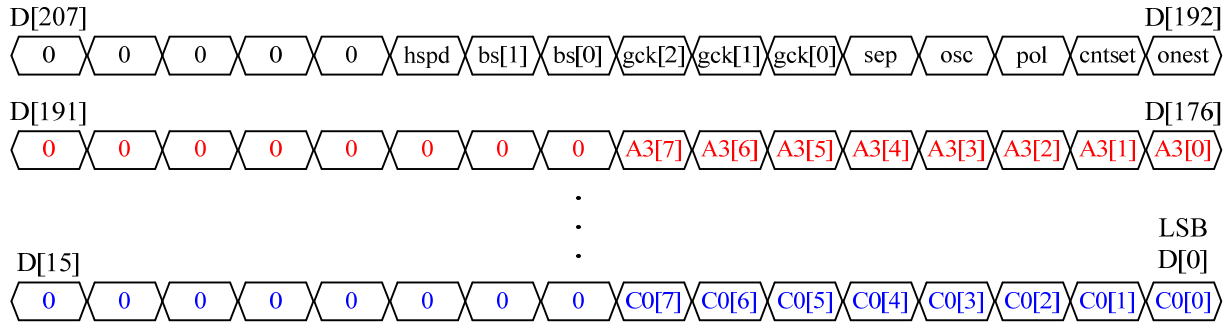 D[207] D[192]
0 0 0 0 0 hspd bs[1] bs[0] gck[2] gck[1] gck[0] sep osc pol cntset onest
D[191] D[176]
0 0 0 0 0 0 0 0 A3[7] A3[6] A3[5] A3[4] A3[3] A3[2] A3[1] A3[0]
LSB
D[15] D[0]
0 0 0 0 0 0 0 0 C0[7] C0[6] C0[5] C0[4] C0[3] C0[2] C0[1] C0[0]